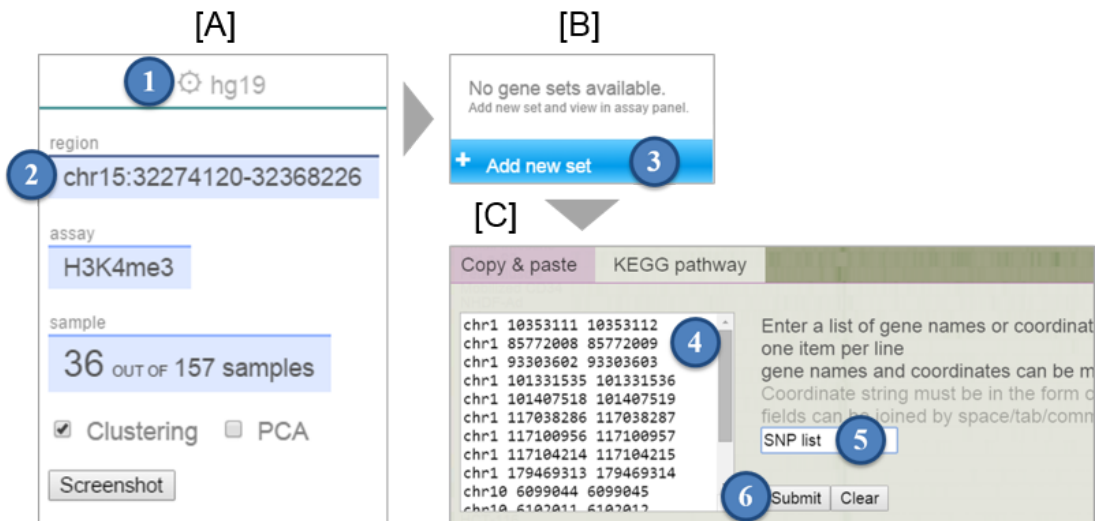 [A]
1 hg19
region
2 chr15:32274120-32368226
assay
H3K4me3
sample
36 OUT OF 157 samples
Clustering PCA
Screenshot
[B]
No gene sets available.
Add new set and view in assay panel.
+ Add new set 3
[C]
Copy & paste KEGG pathway
chr1 10353111 10353112
chr1 85772008 85772009
chr1 93303602 93303603
chr1 101331535 101331536
chr1 101407518 101407519
chr1 117038286 117038287
chr1 117100956 117100957
chr1 117104214 117104215
chr1 179469313 179469314
chr10 6099044 6099045
chr10 6102011 6102012
4
Enter a list of gene names or coordinat
one item per line
gene names and coordinates can be m
Coordinate string must be in the form o
fields can be joined by space/tab/comm
SNP list 5
6 Submit Clear